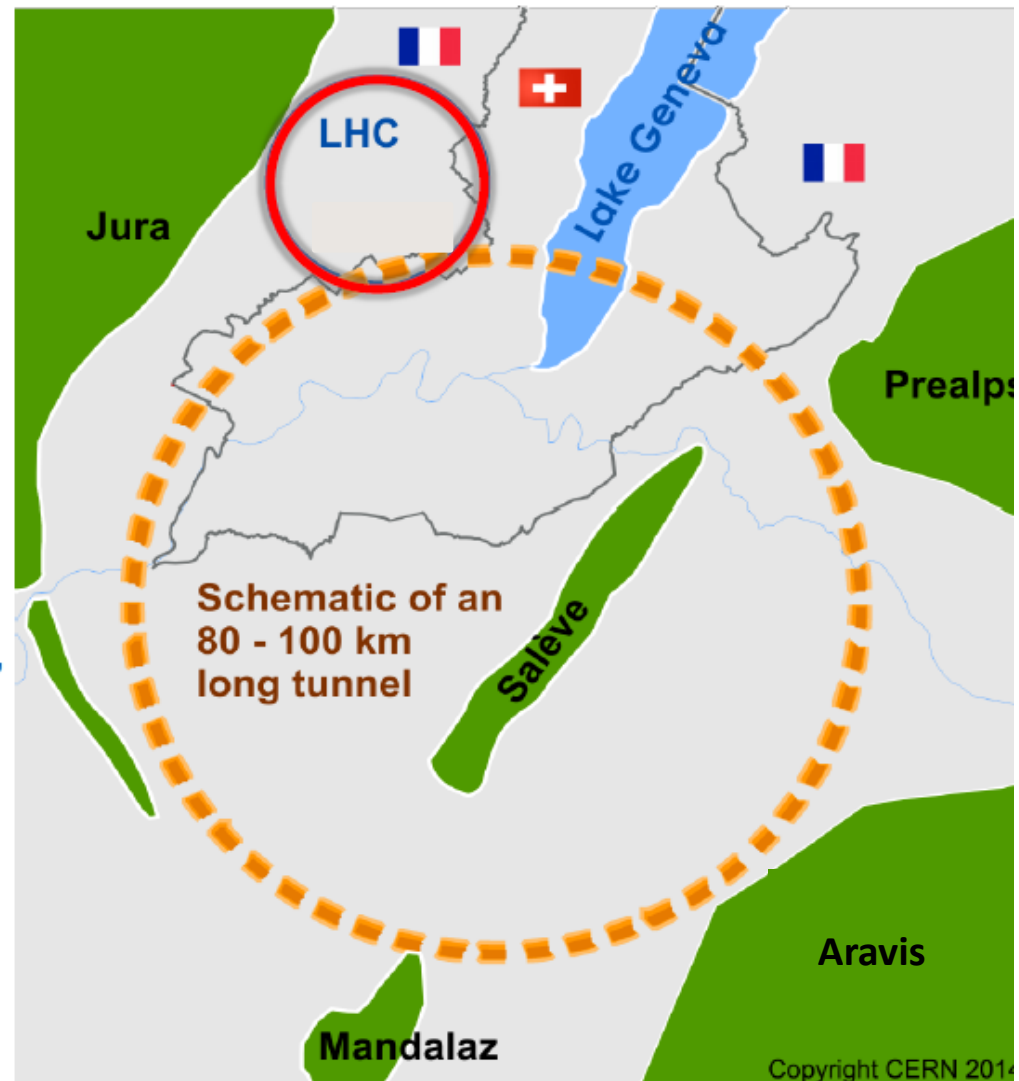 LHC
Lake Geneva
Jura
Prealps
Schematic of an
80 - 100 km
long tunnel
Salève
Aravis
Mandalaz
Copyright CERN 2014